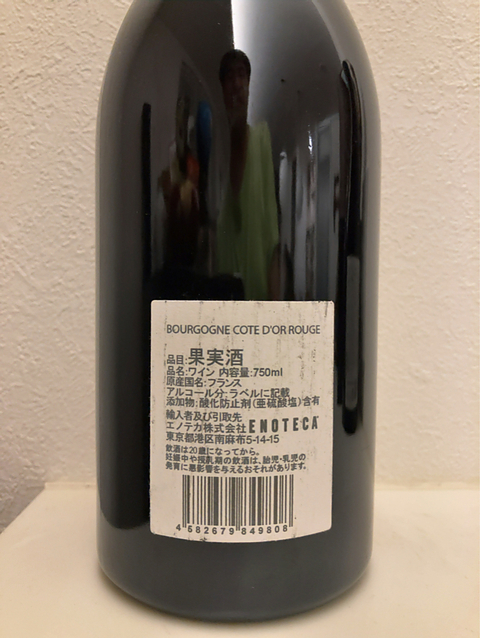 BOURGOGNE COTE D'OR ROUGE
品目:果実酒
品名:ワイン 内容量:750ml
原産国名:フランス
アルコール分:ラベルに記載
添加物:酸化防止剤(亜硫酸塩)含有
輸入者及び引取先
エノテカ株式会社 ENOTECA
東京都港区南麻布5-14-15
飲酒は20歳になってから。
妊娠中や授乳期の飲酒は、胎児・乳児の
発育に悪影響を与えるおそれがあります。
4 582679 849808